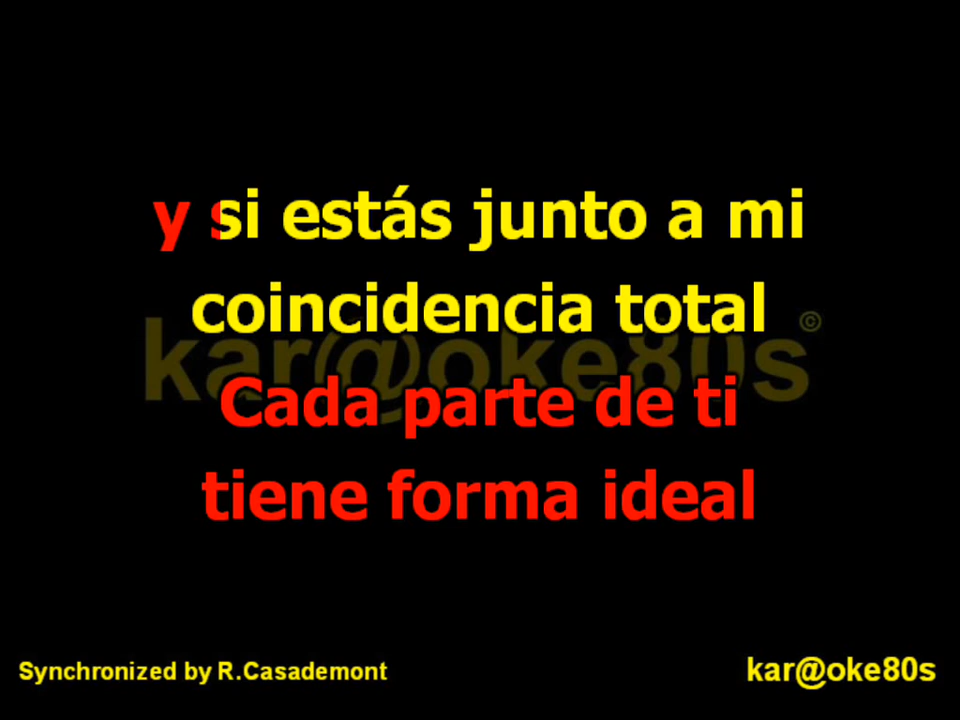 y si estás junto a mi
coincidencia total
kar@oke80s ©
Cada parte de ti
tiene forma ideal
Synchronized by R.Casademont
kar@oke80s